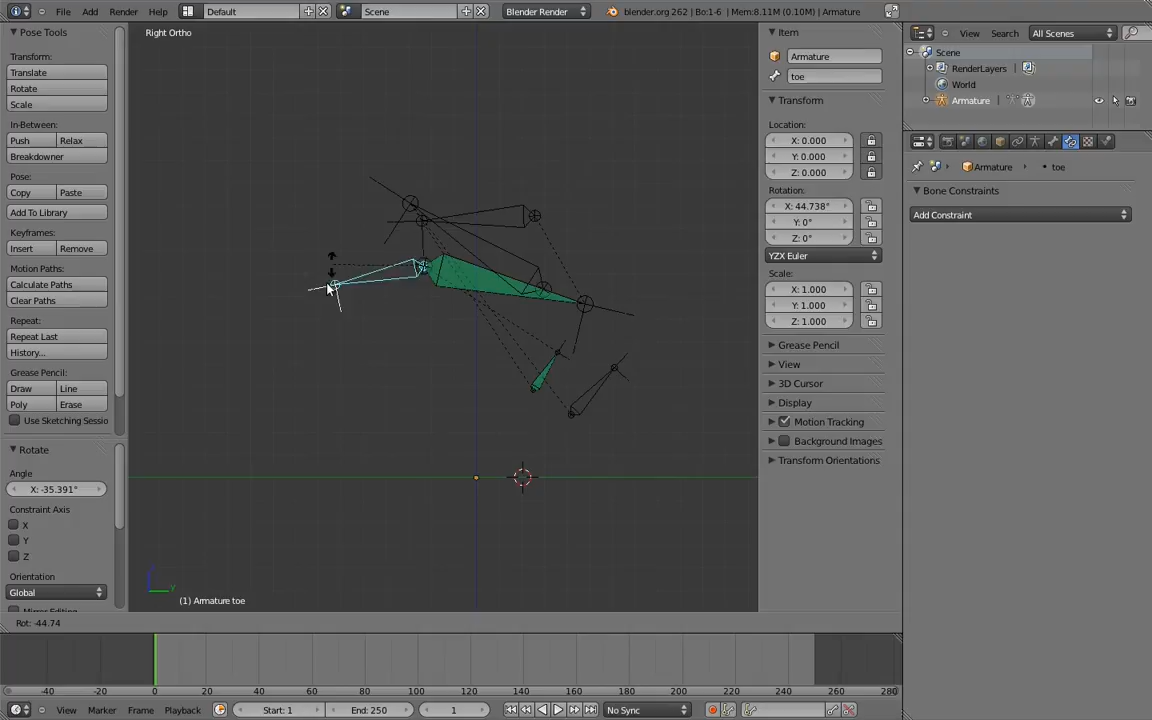 File Add Render Help Default Scene Blender Render blender.org 262 | Bo:1-6 | Mem:8.11M (0.10M) | Armature
Pose Tools
Transform:
Translate
Rotate
Scale
In-Between:
Push Relax
Breakdowner
Pose:
Copy Paste
Add To Library
Keyframes:
Insert Remove
Motion Paths:
Calculate Paths
Clear Paths
Repeat:
Repeat Last
History...
Grease Pencil:
Draw Line
Poly Erase
Use Sketching Sessio
Rotate
Angle
X: -35.391°
Constraint Axis
X
Y
Z
Orientation
Global
Mirror Editing
Right Ortho
Z
Y
(1) Armature toe
Rot: -44.74
Item
Armature
toe
Transform
Location:
X: 0.000
Y: 0.000
Z: 0.000
Rotation:
X: 44.738°
Y: 0°
Z: 0°
YZX Euler
Scale:
X: 1.000
Y: 1.000
Z: 1.000
Grease Pencil
View
3D Cursor
Display
Motion Tracking
Background Images
Transform Orientations
View Search All Scenes
Scene
RenderLayers
World
Armature
Armature toe
Bone Constraints
Add Constraint
-40 -20 0 20 40 60 80 100 120 140 160 180 200 220 240 260 280
View Marker Frame Playback Start: 1 End: 250 1 No Sync